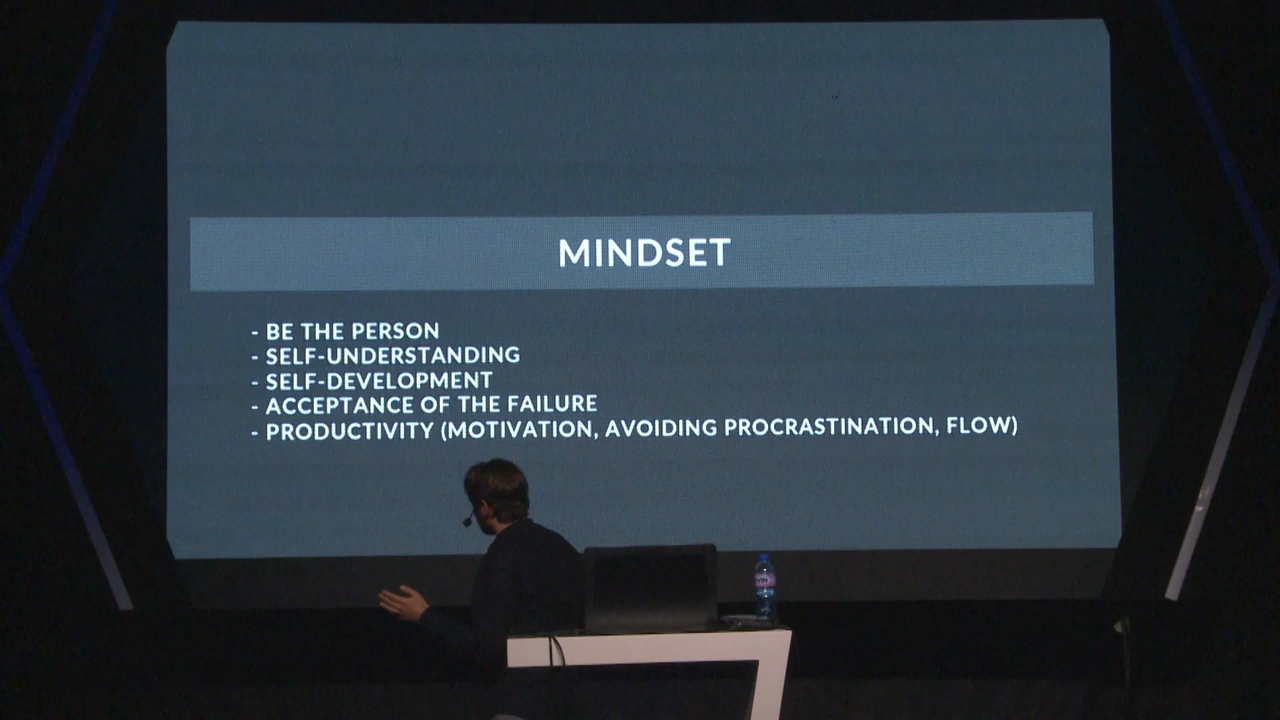 MINDSET
- BE THE PERSON
- SELF-UNDERSTANDING
- SELF-DEVELOPMENT
- ACCEPTANCE OF THE FAILURE
- PRODUCTIVITY (MOTIVATION, AVOIDING PROCRASTINATION, FLOW)